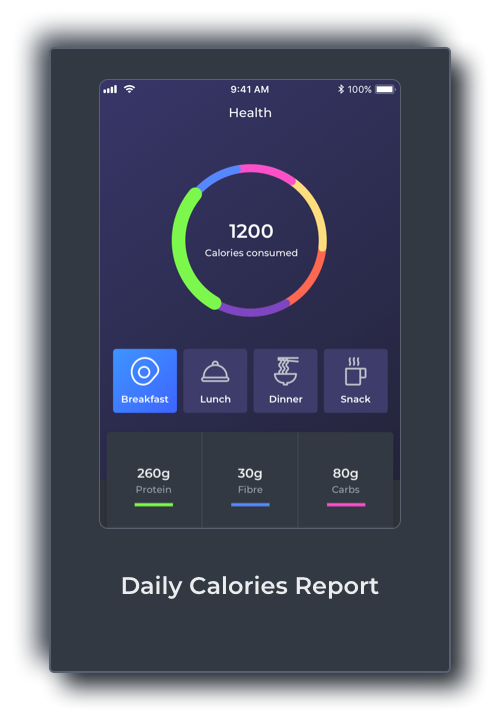 9:41 AM 100%
Health
1200
Calories consumed
Breakfast Lunch Dinner Snack
260g 30g 80g
Protein Fibre Carbs
Daily Calories Report